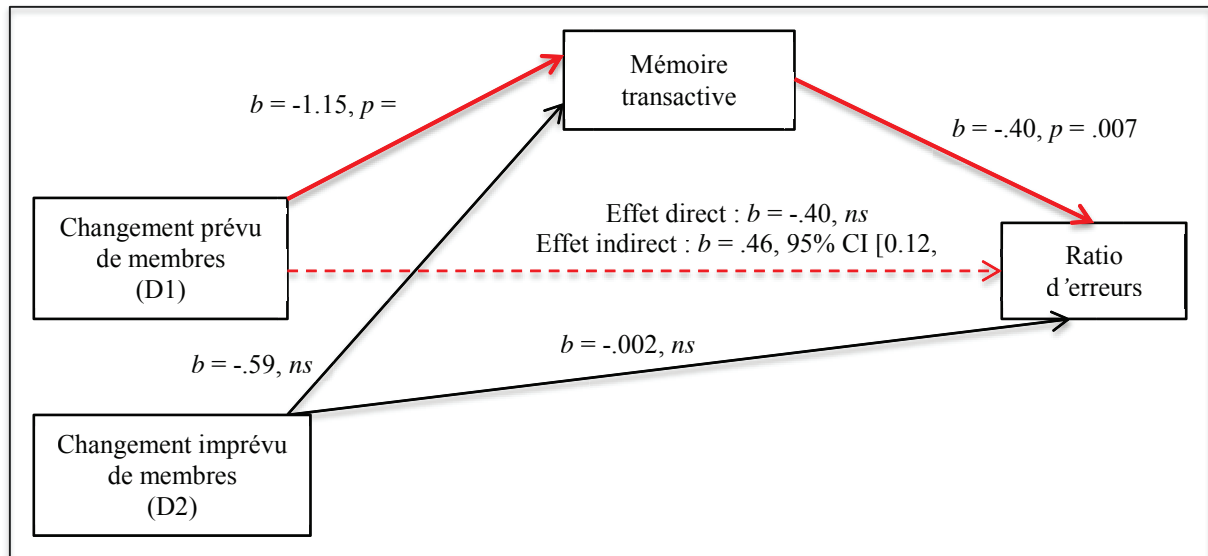 Mémoire
transactive
b = -1.15, p =
b = -.40, p = .007
Changement prévu
de membres
(D1)
Effet direct : b = -.40, ns
Effet indirect : b = .46, 95% CI [0.12,
Ratio
d'erreurs
b = -.59, ns
b = -.002, ns
Changement imprévu
de membres
(D2)